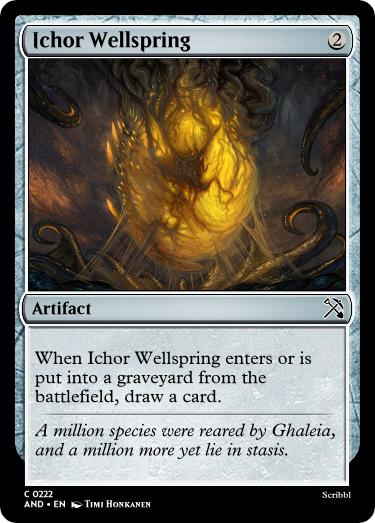 Ichor Wellspring 2
Artifact
When Ichor Wellspring enters or is
put into a graveyard from the
battlefield, draw a card.
A million species were reared by Ghaleia,
and a million more yet lie in stasis.
C 0222 Scribbl
AND • EN Timi Honkanen